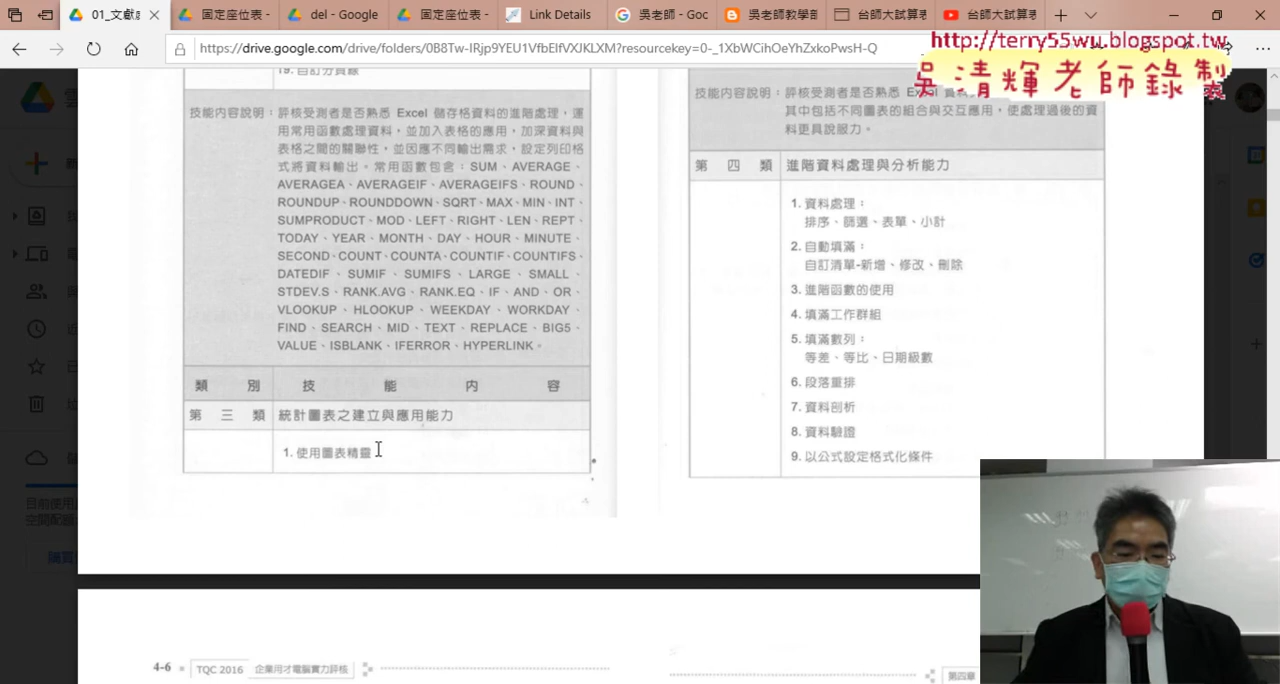 01_文獻
固定座位表 -
del - Google
固定座位表 -
Link Details
吳老師 - Goo
吳老師教學部
台師大試算表
台師大試算表
https://drive.google.com/drive/folders/0B8Tw-IRjp9YEU1VfbEIfVXJKLXM?resourcekey=0-_1XbWCihOeYhZxkoPwsH-Q
http://terry55wu.blogspot.tw
吳清輝老師錄製
19. 自訂分頁線
技能內容說明：評核受測者是否熟悉 Excel 儲存格資料的進階處理，運
用常用函數處理資料，並加入表格的應用，加深資料與
表格之間的關聯性，並因應不同輸出需求，設定列印格
式將資料輸出。常用函數包含：SUM、AVERAGE、
AVERAGEA、AVERAGEIF、AVERAGEIFS、ROUND、
ROUNDUP、ROUNDDOWN、SQRT、MAX、MIN、INT、
SUMPRODUCT、MOD、LEFT、RIGHT、LEN、REPT、
TODAY、YEAR、MONTH、DAY、HOUR、MINUTE、
SECOND、COUNT、COUNTA、COUNTIF、COUNTIFS、
DATEDIF、SUMIF、SUMIFS、LARGE、SMALL、
STDEV.S、RANK.AVG、RANK.EQ、IF、AND、OR、
VLOOKUP、HLOOKUP、WEEKDAY、WORKDAY、
FIND、SEARCH、MID、TEXT、REPLACE、BIG5、
VALUE、ISBLANK、IFERROR、HYPERLINK。
類別 技能內容
第三類 統計圖表之建立與應用能力
1. 使用圖表精靈
技能內容說明：評核受測者是否熟悉 Excel
其中包括不同圖表的組合與交互應用，使處理過後的資
料更具說服力。
第四類 進階資料處理與分析能力
1. 資料處理：
排序、篩選、表單、小計
2. 自動填滿：
自訂清單-新增、修改、刪除
3. 進階函數的使用
4. 填滿工作群組
5. 填滿數列：
等差、等比、日期級數
6. 段落重排
7. 資料剖析
8. 資料驗證
9. 以公式設定格式化條件
4-6 TQC 2016 企業用才電腦實力評核
第四章